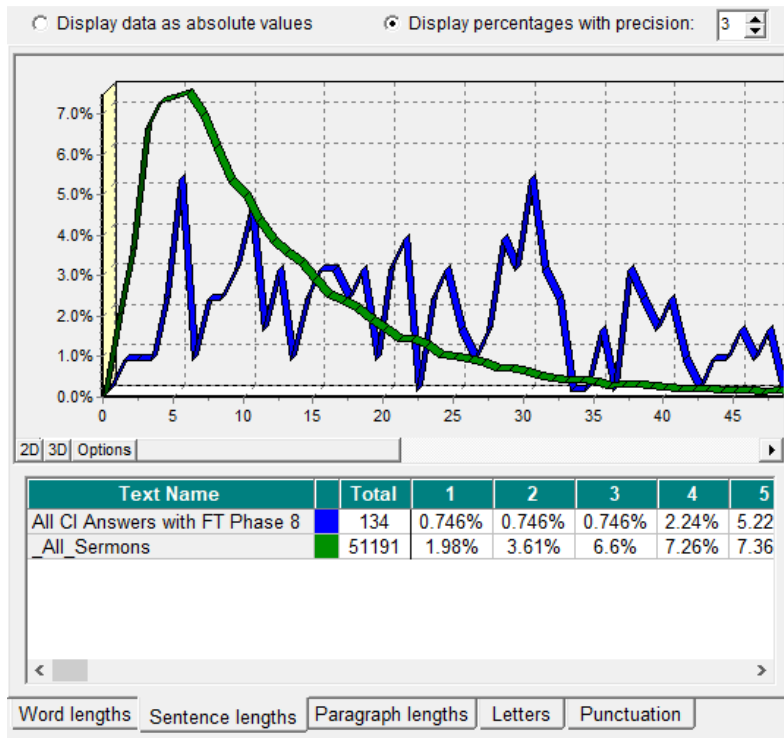 Display data as absolute values Display percentages with precision: 3
7.0%
6.0%
5.0%
4.0%
3.0%
2.0%
1.0%
0.0%
0 5 10 15 20 25 30 35 40 45
2D 3D Options
Text Name Total 1 2 3 4 5
All CI Answers with FT Phase 8 134 0.746% 0.746% 0.746% 2.24% 5.22
_All_Sermons 51191 1.98% 3.61% 6.6% 7.26% 7.36
Word lengths Sentence lengths Paragraph lengths Letters Punctuation